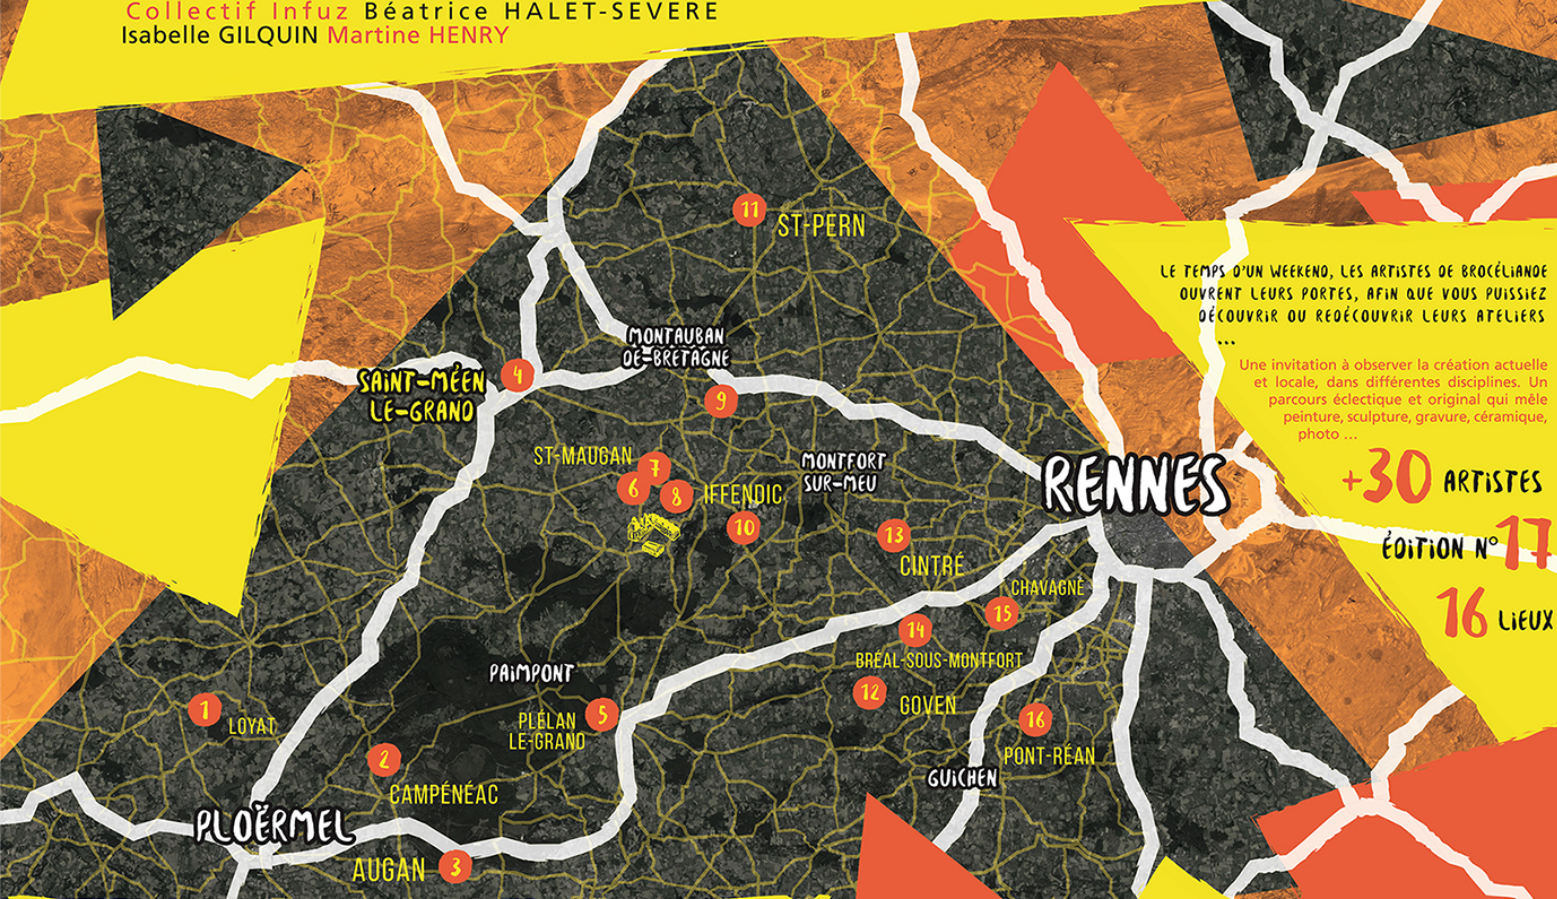 Collectif Infuz Béatrice HALET-SEVERE
Isabelle GILQUIN Martine HENRY
11
ST-PERN
LE TEMPS D'UN WEEKEND, LES ARTISTES DE BROCÉLIANDE
OUVRENT LEURS PORTES, AFIN QUE VOUS PUISSIEZ
DÉCOUVRIR OU REDÉCOUVRIR LEURS ATELIERS
...
Une invitation à observer la création actuelle
et locale, dans différentes disciplines. Un
parcours éclectique et original qui mêle
peinture, sculpture, gravure, céramique,
photo ...
+30 ARTISTES
ÉDITION N° 17
16 LIEUX
MONTAUBAN
DE-BRETAGNE
SAINT-MÉEN
LE-GRAND
4
9
ST-MAUGAN
7
6
8
IFFENDIC
10
MONTFORT
SUR-MEU
RENNES
13
CINTRÉ
CHAVAGNE
15
14
BRÉAL-SOUS-MONTFORT
12
GOVEN
16
PONT-RÉAN
GUICHEN
PAIMPONT
PLÉLAN
LE-GRAND
5
1
LOYAT
2
CAMPÉNÉAC
PLOËRMEL
AUGAN
3